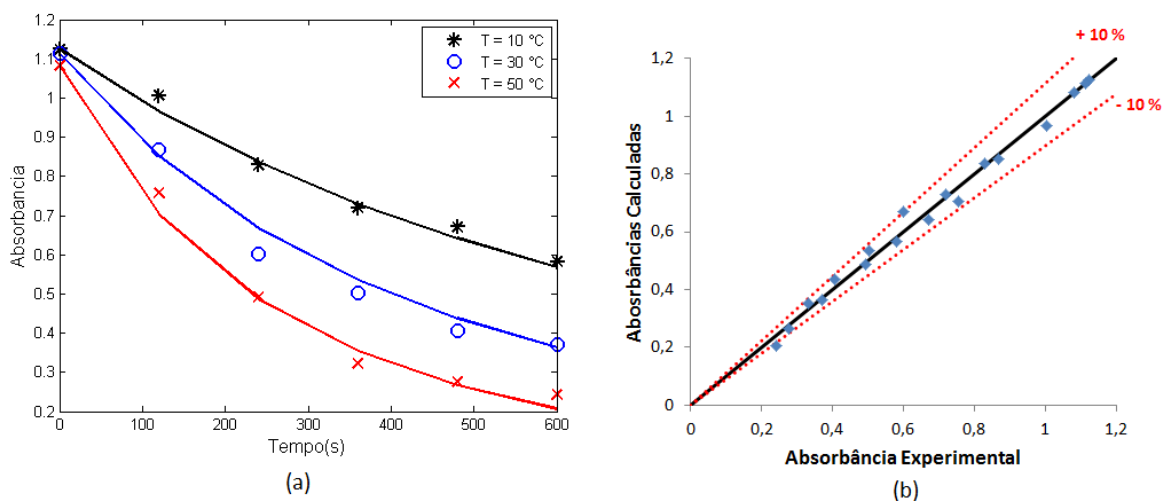 1.2
1.1
1
0.9
0.8
0.7
0.6
0.5
0.4
0.3
0.2
Absorbancia
T = 10 °C
T = 30 °C
T = 50 °C
0 100 200 300 400 500 600
Tempo(s)
(a)
+ 10 %
- 10 %
1,2
1
0,8
0,6
0,4
0,2
0
Abosrbâncias Calculadas
0 0,2 0,4 0,6 0,8 1 1,2
Absorbância Experimental
(b)